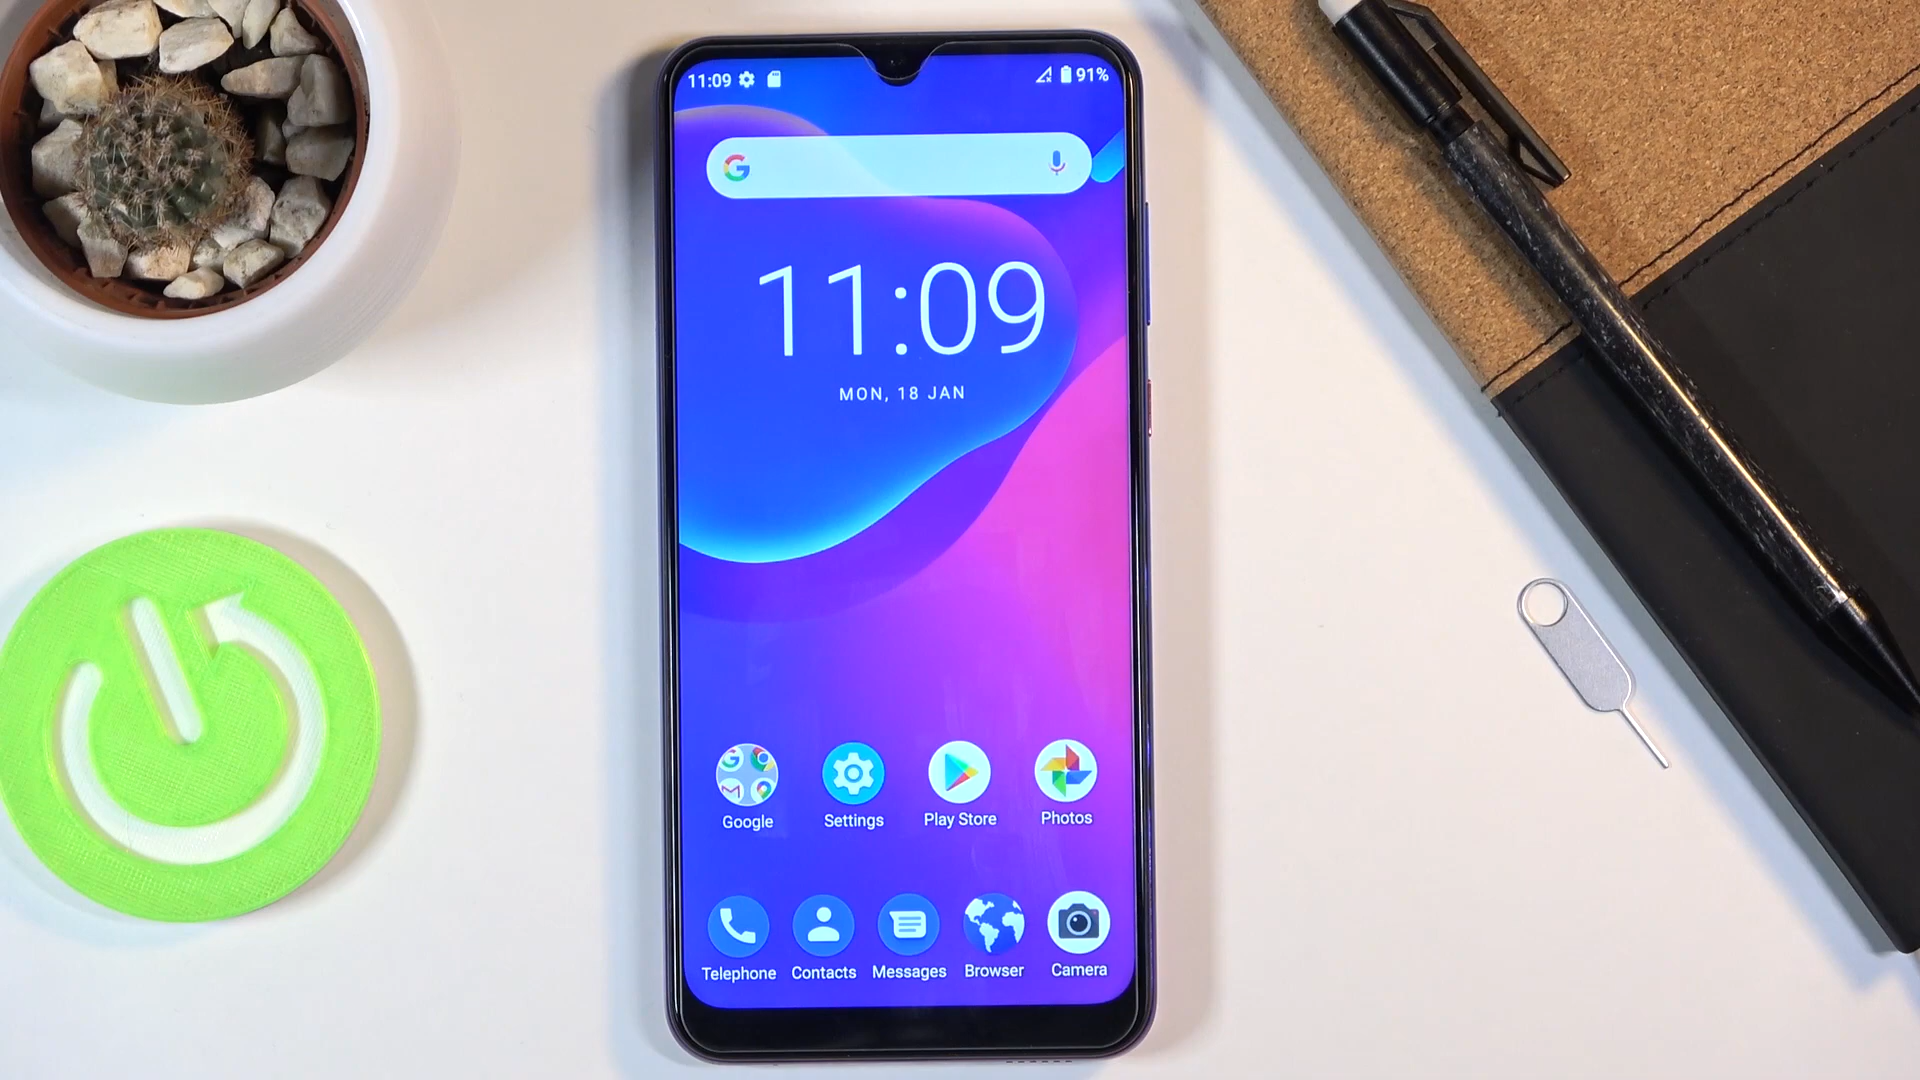 11:09
91%
11:09
MON, 18 JAN
Google
Settings
Play Store
Photos
Telephone
Contacts
Messages
Browser
Camera